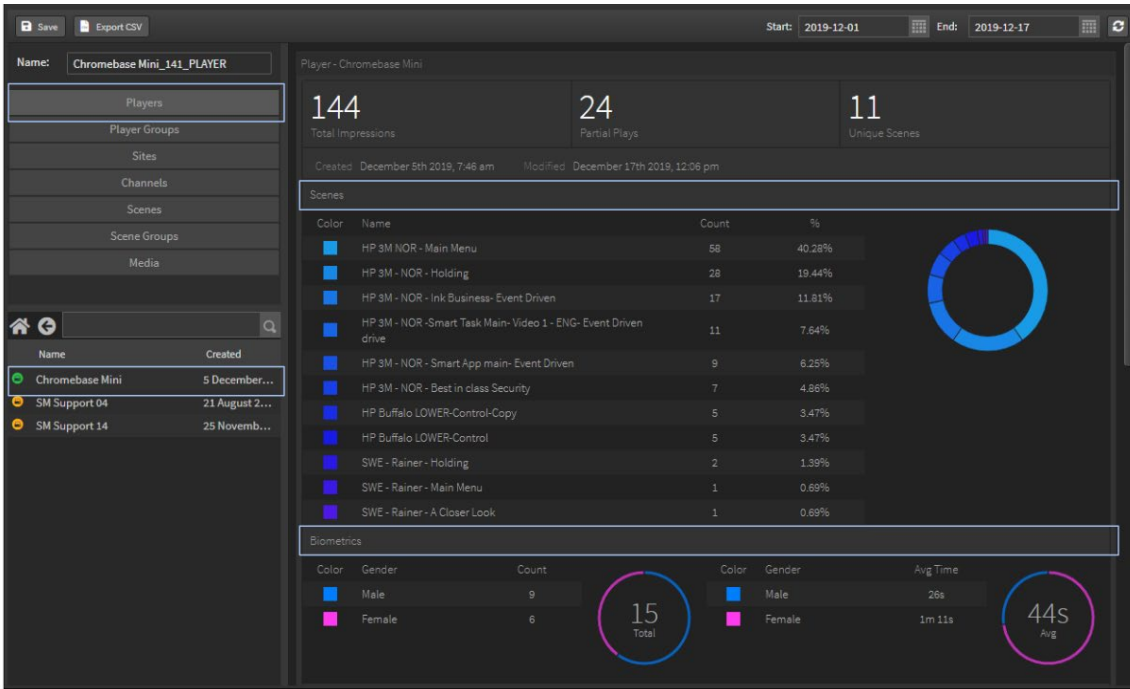 Save Export CSV Start: 2019-12-01 End: 2019-12-17
Name: Chromebase Mini_141_PLAYER
Players
Player Groups
Sites
Channels
Scenes
Scene Groups
Media
Name Created
Chromebase Mini 5 December...
SM Support 04 21 August 2...
SM Support 14 25 Novemb...
Player - Chromebase Mini
144 24 11
Total Impressions Partial Plays Unique Scenes
Created December 5th 2019, 7:46 am Modified December 17th 2019, 12:06 pm
Scenes
Color Name Count %
HP 3M NOR - Main Menu 58 40.28%
HP 3M - NOR - Holding 28 19.44%
HP 3M - NOR - Ink Business- Event Driven 17 11.81%
HP 3M - NOR -Smart Task Main- Video 1 - ENG- Event Driven
drive 11 7.64%
HP 3M - NOR - Smart App main- Event Driven 9 6.25%
HP 3M - NOR - Best in class Security 7 4.86%
HP Buffalo LOWER-Control-Copy 5 3.47%
HP Buffalo LOWER-Control 5 3.47%
SWE - Rainer - Holding 2 1.39%
SWE - Rainer - Main Menu 1 0.69%
SWE - Rainer - A Closer Look 1 0.69%
Biometrics
Color Gender Count
Male 9
Female 6
15
Total
Color Gender Avg Time
Male 26s
Female 1m 11s
44s
Avg